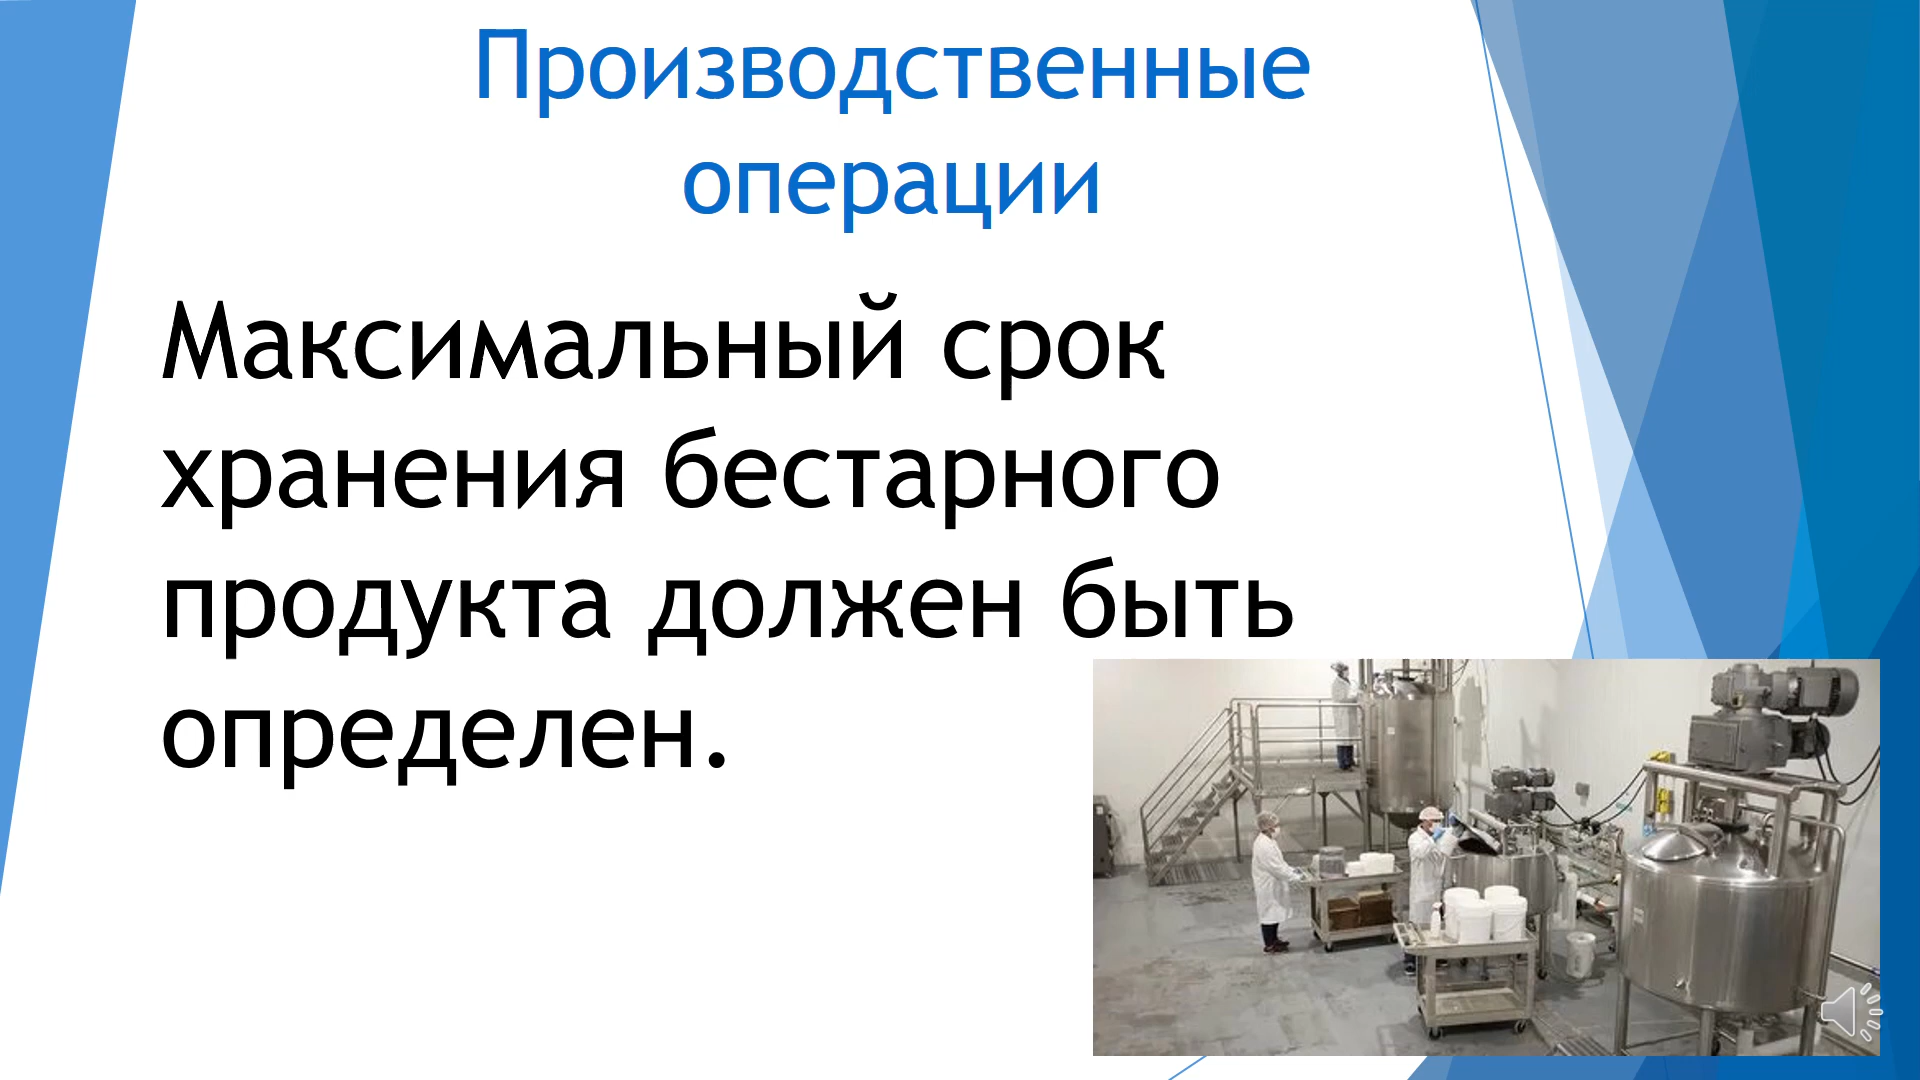 Производственные
операции
Максимальный срок
хранения бестарного
продукта должен быть
определен.